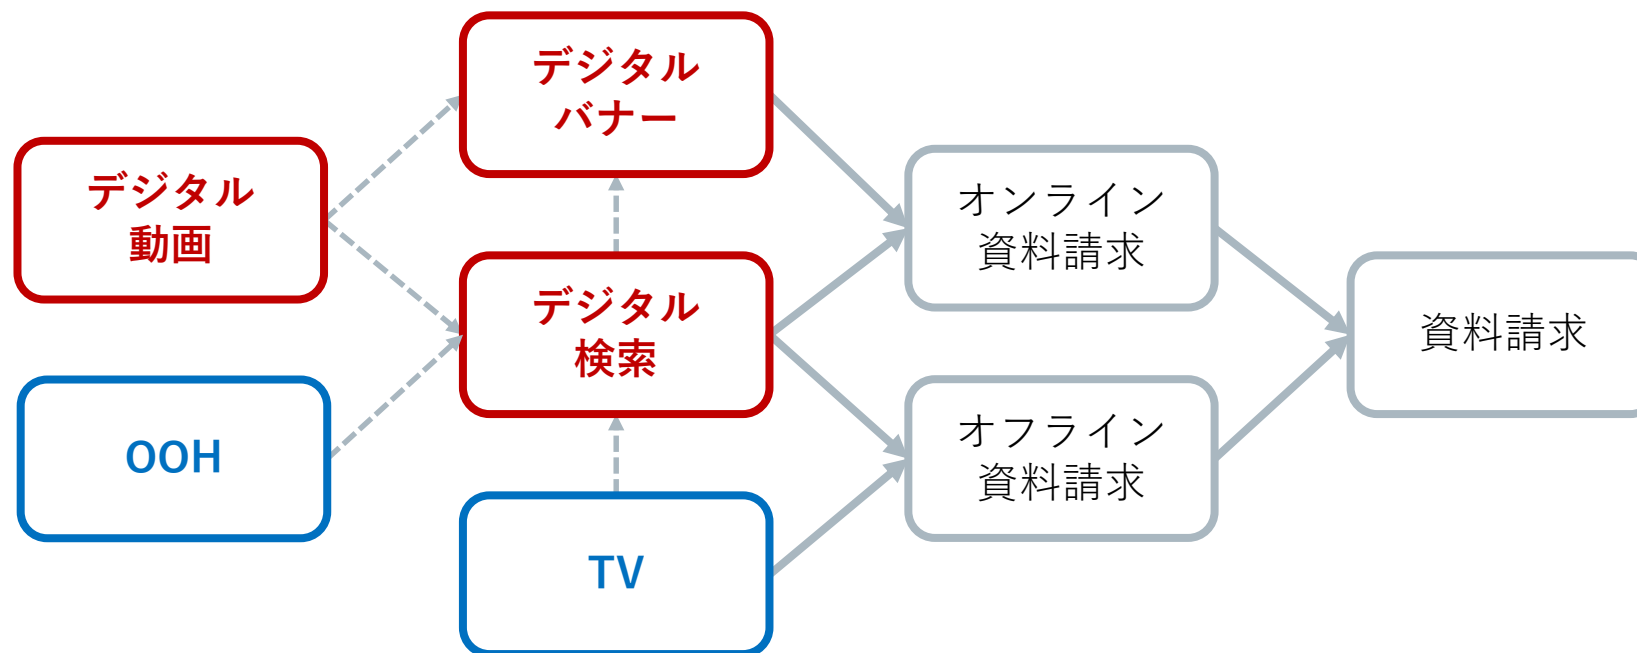 デジタル
バナー
デジタル
動画
オンライン
資料請求
デジタル
検索
資料請求
OOH
オフライン
資料請求
TV